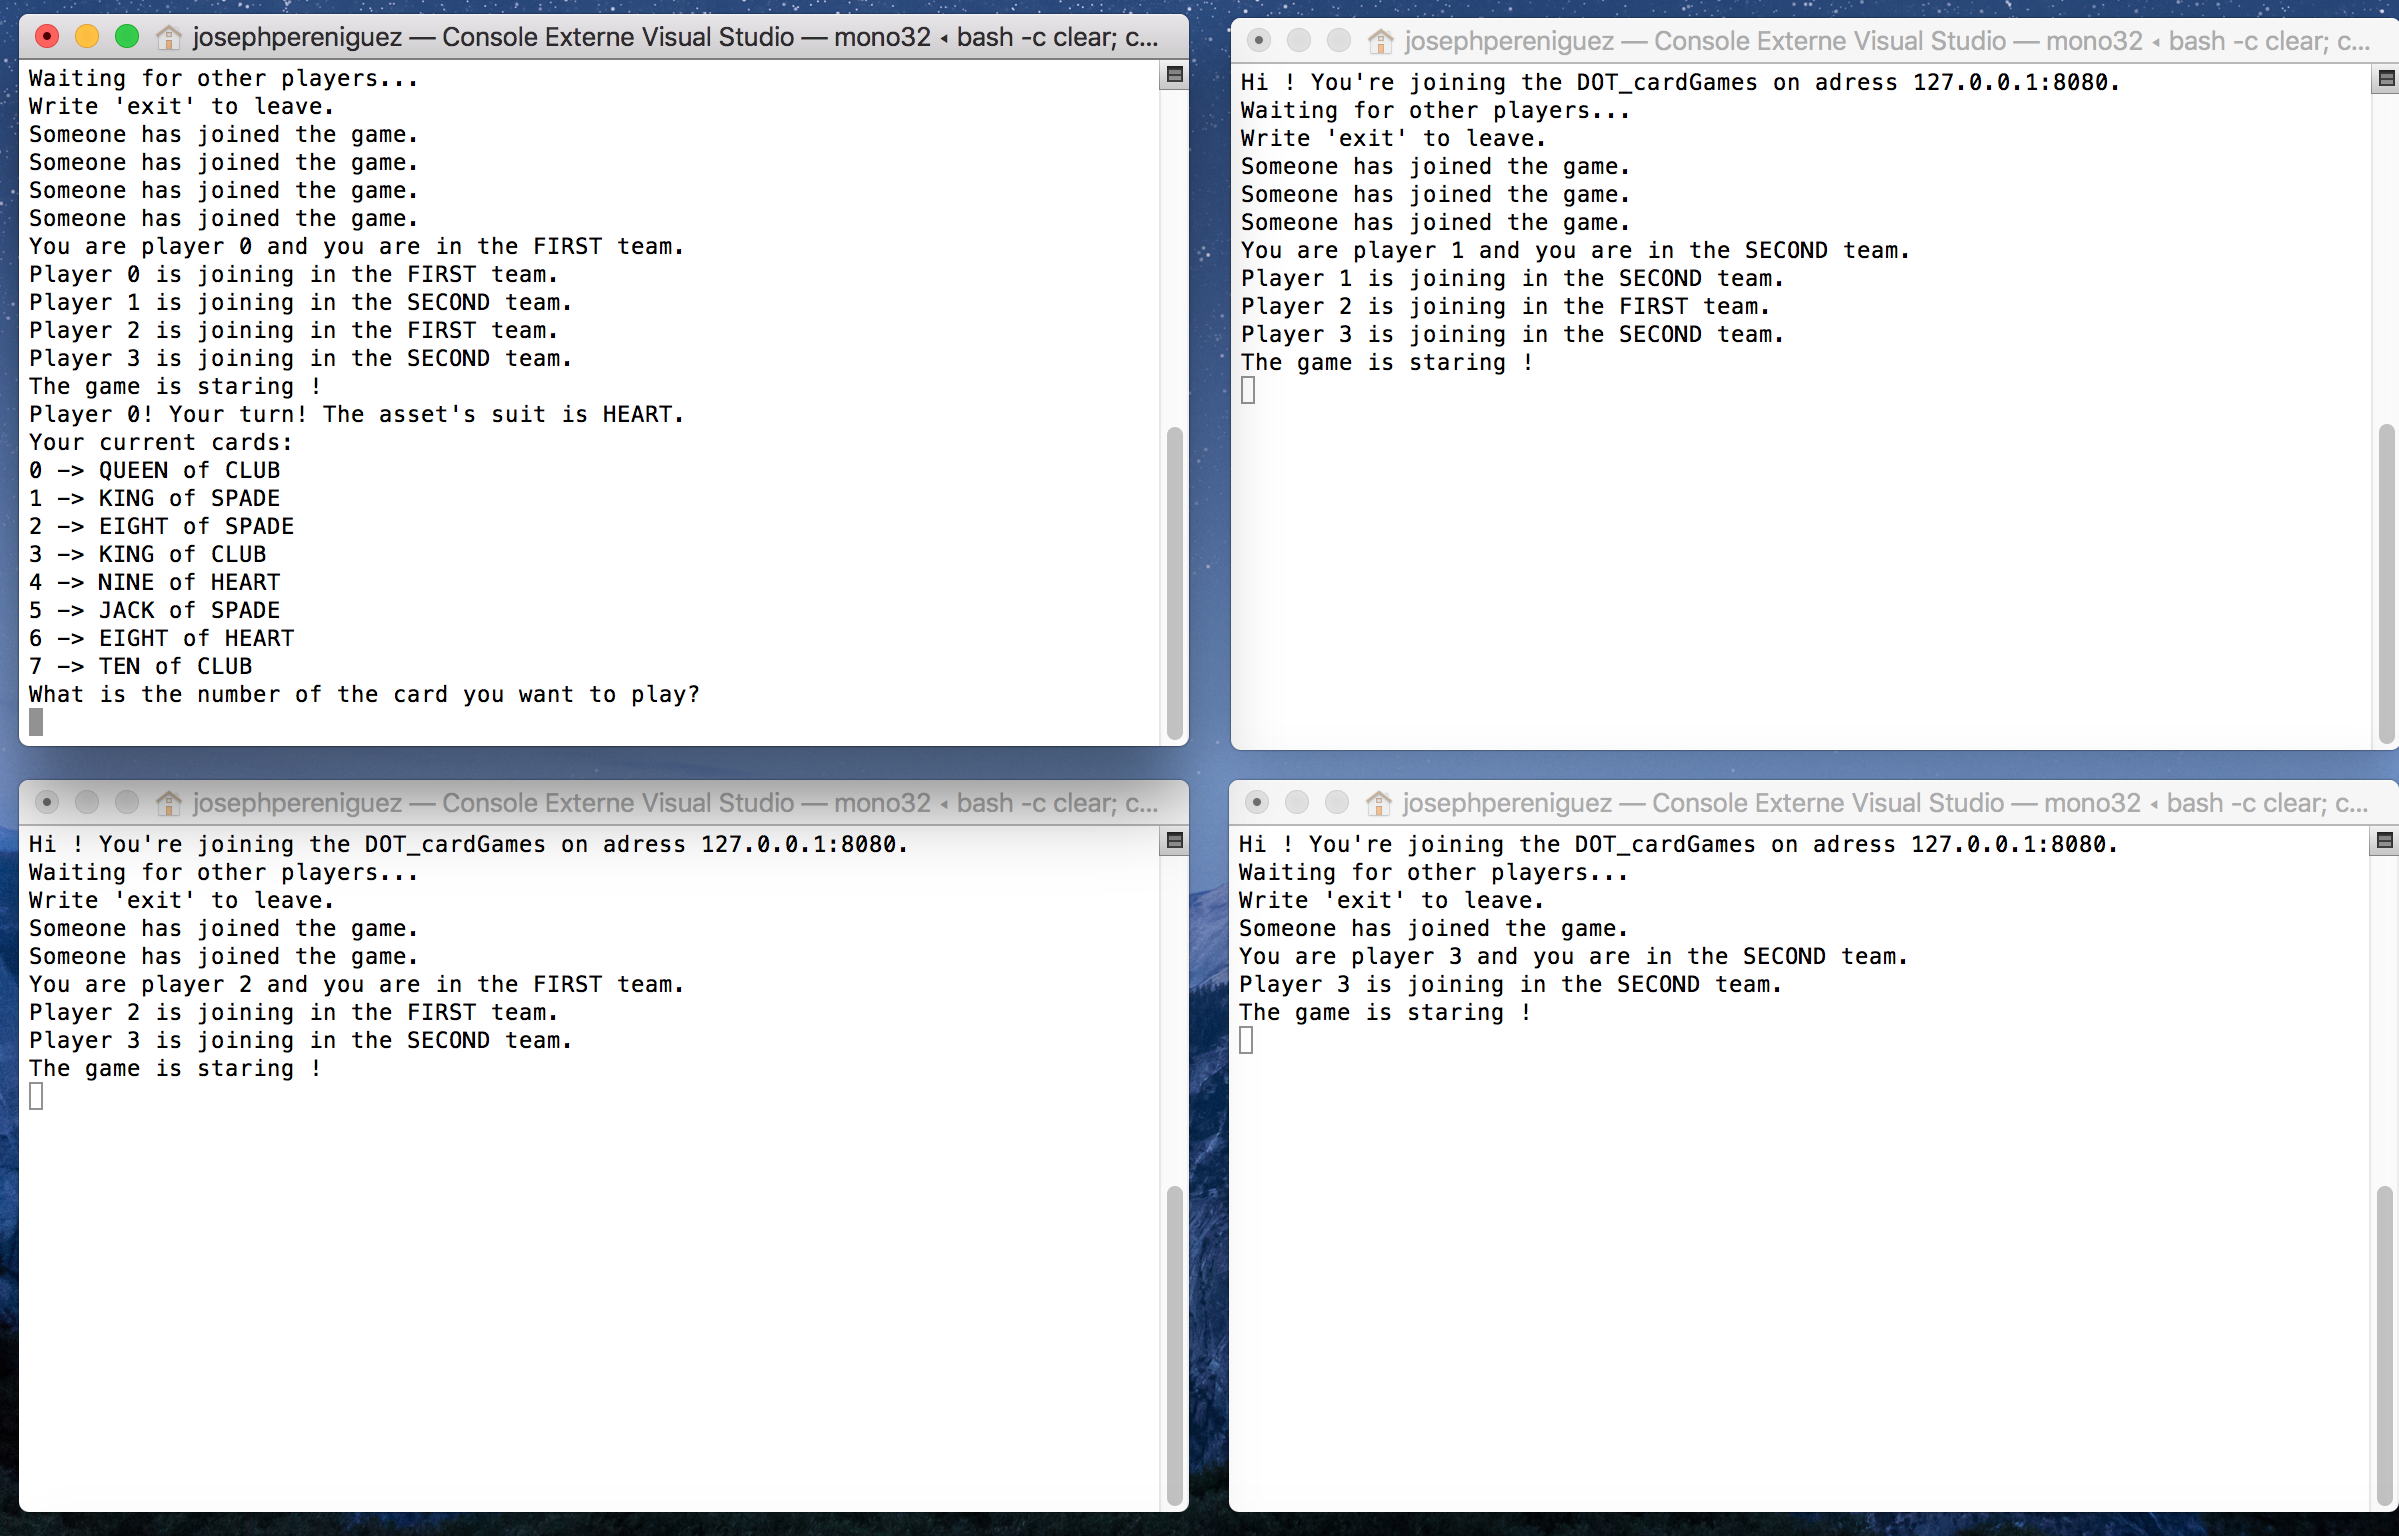 josephpereniguez — Console Externe Visual Studio — mono32 ◂ bash -c clear; c...
Waiting for other players...
Write 'exit' to leave.
Someone has joined the game.
Someone has joined the game.
Someone has joined the game.
Someone has joined the game.
You are player 0 and you are in the FIRST team.
Player 0 is joining in the FIRST team.
Player 1 is joining in the SECOND team.
Player 2 is joining in the FIRST team.
Player 3 is joining in the SECOND team.
The game is staring !
Player 0! Your turn! The asset's suit is HEART.
Your current cards:
0 -> QUEEN of CLUB
1 -> KING of SPADE
2 -> EIGHT of SPADE
3 -> KING of CLUB
4 -> NINE of HEART
5 -> JACK of SPADE
6 -> EIGHT of HEART
7 -> TEN of CLUB
What is the number of the card you want to play?
josephpereniguez — Console Externe Visual Studio — mono32 ◂ bash -c clear; c...
Hi ! You're joining the DOT_cardGames on adress 127.0.0.1:8080.
Waiting for other players...
Write 'exit' to leave.
Someone has joined the game.
Someone has joined the game.
Someone has joined the game.
You are player 1 and you are in the SECOND team.
Player 1 is joining in the SECOND team.
Player 2 is joining in the FIRST team.
Player 3 is joining in the SECOND team.
The game is staring !
josephpereniguez — Console Externe Visual Studio — mono32 ◂ bash -c clear; c...
Hi ! You're joining the DOT_cardGames on adress 127.0.0.1:8080.
Waiting for other players...
Write 'exit' to leave.
Someone has joined the game.
Someone has joined the game.
You are player 2 and you are in the FIRST team.
Player 2 is joining in the FIRST team.
Player 3 is joining in the SECOND team.
The game is staring !
josephpereniguez — Console Externe Visual Studio — mono32 ◂ bash -c clear; c...
Hi ! You're joining the DOT_cardGames on adress 127.0.0.1:8080.
Waiting for other players...
Write 'exit' to leave.
Someone has joined the game.
You are player 3 and you are in the SECOND team.
Player 3 is joining in the SECOND team.
The game is staring !